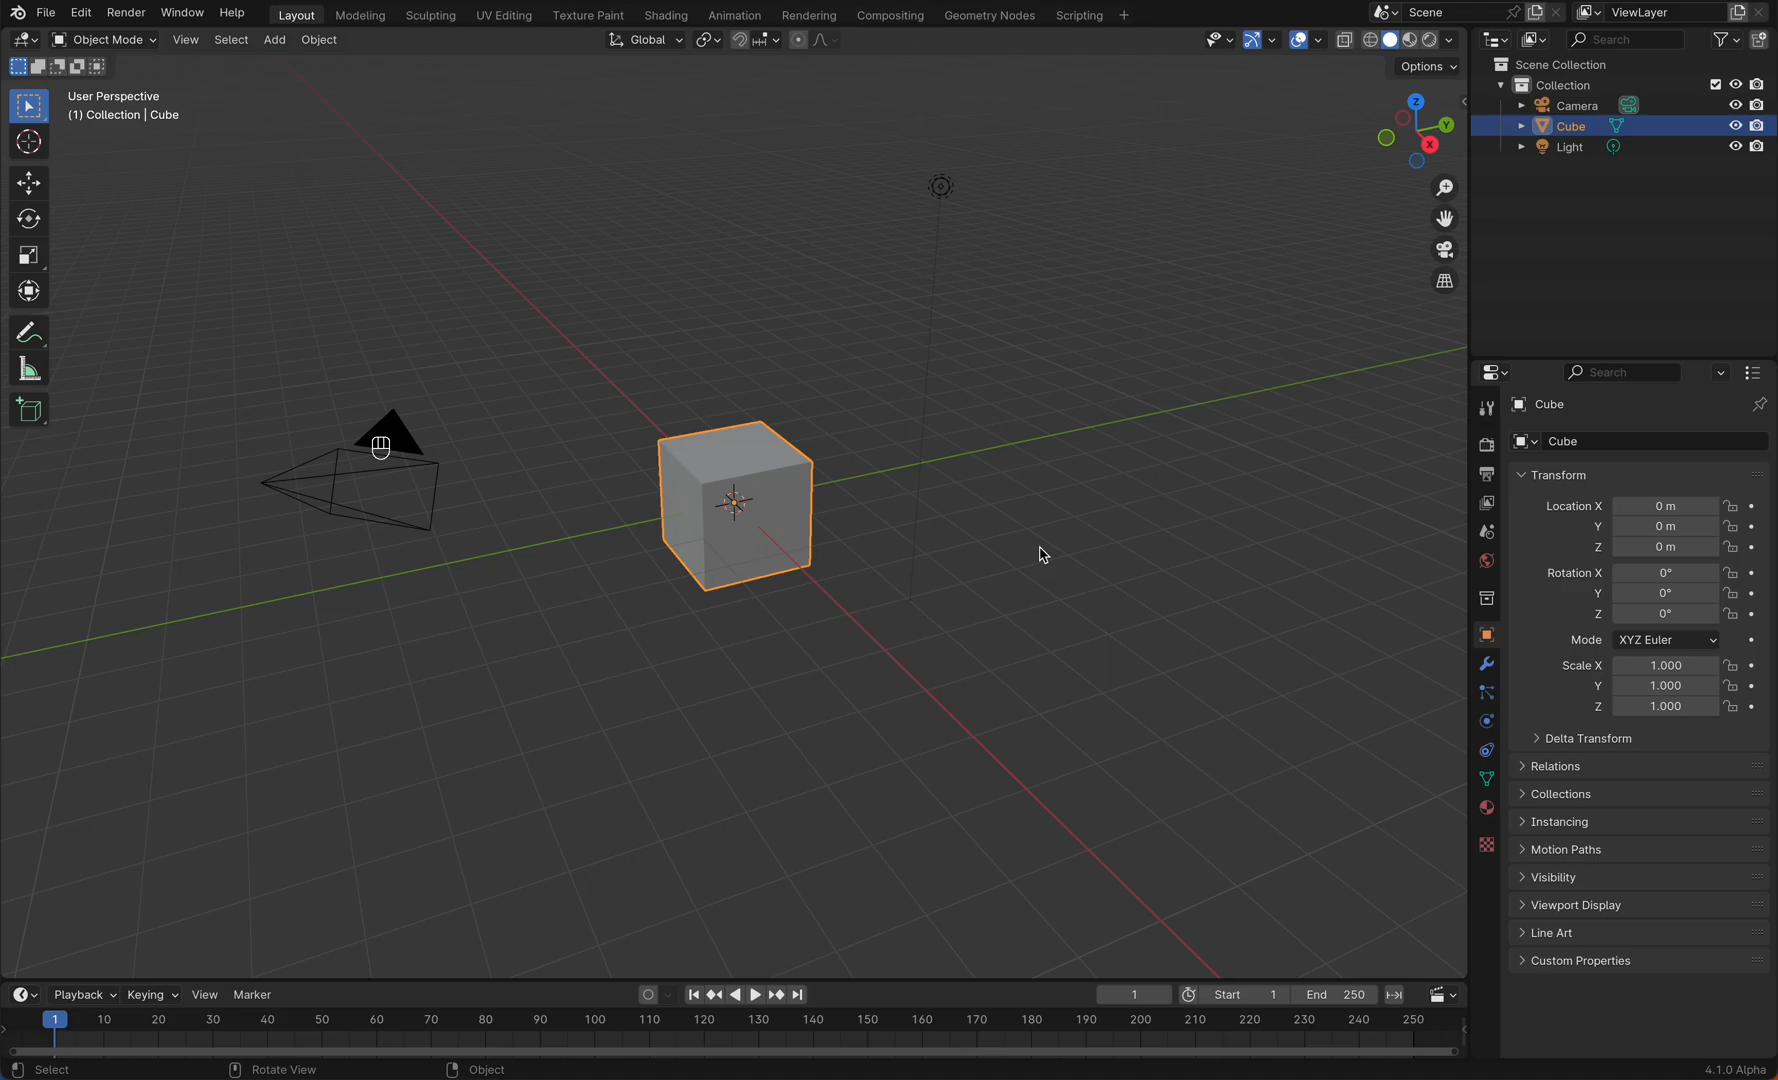 File Edit Render Window Help Layout Modeling Sculpting UV Editing Texture Paint Shading Animation Rendering Compositing Geometry Nodes Scripting Scene ViewLayer
Object Mode View Select Add Object Global Search
Options
User Perspective
(1) Collection | Cube
Z
Y
X
Scene Collection
Collection
Camera
Cube
Light
Search
Cube
Cube
Transform
Location X 0 m
Y 0 m
Z 0 m
Rotation X 0°
Y 0°
Z 0°
Mode XYZ Euler
Scale X 1.000
Y 1.000
Z 1.000
Delta Transform
Relations
Collections
Instancing
Motion Paths
Visibility
Viewport Display
Line Art
Custom Properties
Playback Keying View Marker 1 Start 1 End 250
1 10 20 30 40 50 60 70 80 90 100 110 120 130 140 150 160 170 180 190 200 210 220 230 240 250
Select Rotate View Object 4.1.0 Alpha